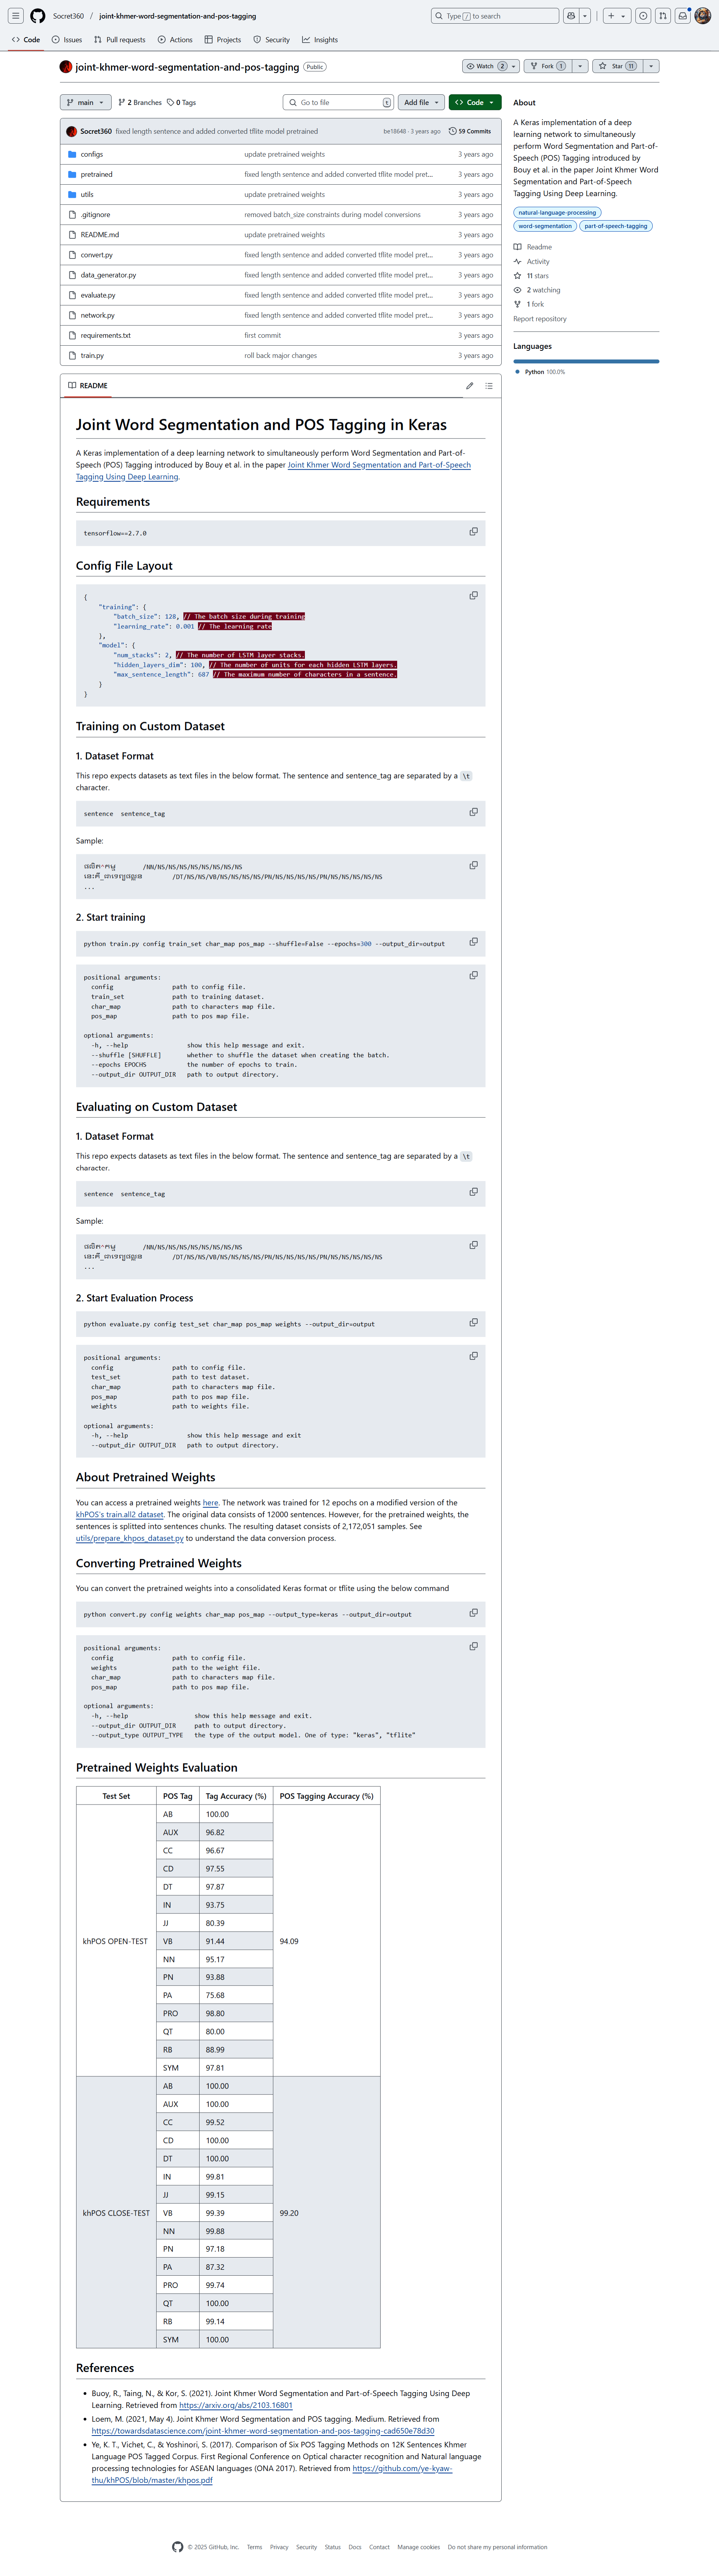 Socret360 / joint-khmer-word-segmentation-and-pos-tagging
Type / to search
Code Issues Pull requests Actions Projects Security Insights
joint-khmer-word-segmentation-and-pos-tagging Public
Watch 2 Fork 1 Star 11
main 2 Branches 0 Tags Go to file t Add file Code
Socret360 fixed length sentence and added converted tflite model pretrained be18648 · 3 years ago 59 Commits
configs update pretrained weights 3 years ago
pretrained fixed length sentence and added converted tflite model pret... 3 years ago
utils update pretrained weights 3 years ago
.gitignore removed batch_size constraints during model conversions 3 years ago
README.md update pretrained weights 3 years ago
convert.py fixed length sentence and added converted tflite model pret... 3 years ago
data_generator.py fixed length sentence and added converted tflite model pret... 3 years ago
evaluate.py fixed length sentence and added converted tflite model pret... 3 years ago
network.py fixed length sentence and added converted tflite model pret... 3 years ago
requirements.txt first commit 3 years ago
train.py roll back major changes 3 years ago
About
A Keras implementation of a deep
learning network to simultaneously
perform Word Segmentation and Part-of-
Speech (POS) Tagging introduced by
Bouy et al. in the paper Joint Khmer Word
Segmentation and Part-of-Speech
Tagging Using Deep Learning.
natural-language-processing
word-segmentation part-of-speech-tagging
Readme
Activity
11 stars
2 watching
1 fork
Report repository
Languages
Python 100.0%
README
Joint Word Segmentation and POS Tagging in Keras
A Keras implementation of a deep learning network to simultaneously perform Word Segmentation and Part-of-
Speech (POS) Tagging introduced by Bouy et al. in the paper Joint Khmer Word Segmentation and Part-of-Speech
Tagging Using Deep Learning.
Requirements
tensorflow==2.7.0
Config File Layout
{
"training": {
"batch_size": 128, // The batch size during training
"learning_rate": 0.001 // The learning rate
},
"model": {
"num_stacks": 2, // The number of LSTM layer stacks.
"hidden_layers_dim": 100, // The number of units for each hidden LSTM layers.
"max_sentence_length": 687 // The maximum number of characters in a sentence.
}
}
Training on Custom Dataset
1. Dataset Format
This repo expects datasets as text files in the below format. The sentence and sentence_tag are separated by a \t
character.
sentence sentence_tag
Sample:
ផលិត^កម្ម /NN/NS/NS/NS/NS/NS/NS/NS/NS
/DT/NS/NS/VB/NS/NS/NS/NS/PN/NS/NS/NS/NS/PN/NS/NS/NS/NS/NS
...
2. Start training
python train.py config train_set char_map pos_map --shuffle=False --epochs=300 --output_dir=output
positional arguments:
config path to config file.
train_set path to training dataset.
char_map path to characters map file.
pos_map path to pos map file.
optional arguments:
-h, --help show this help message and exit.
--shuffle [SHUFFLE] whether to shuffle the dataset when creating the batch.
--epochs EPOCHS the number of epochs to train.
--output_dir OUTPUT_DIR path to output directory.
Evaluating on Custom Dataset
1. Dataset Format
This repo expects datasets as text files in the below format. The sentence and sentence_tag are separated by a \t
character.
sentence sentence_tag
Sample:
ផលិត^កម្ម /NN/NS/NS/NS/NS/NS/NS/NS/NS
/DT/NS/NS/VB/NS/NS/NS/NS/PN/NS/NS/NS/NS/PN/NS/NS/NS/NS/NS
...
2. Start Evaluation Process
python evaluate.py config test_set char_map pos_map weights --output_dir=output
positional arguments:
config path to config file.
test_set path to test dataset.
char_map path to characters map file.
pos_map path to pos map file.
weights path to weights file.
optional arguments:
-h, --help show this help message and exit
--output_dir OUTPUT_DIR path to output directory.
About Pretrained Weights
You can access a pretrained weights here. The network was trained for 12 epochs on a modified version of the
khPOS's train.all2 dataset. The original data consists of 12000 sentences. However, for the pretrained weights, the
sentences is splitted into sentences chunks. The resulting dataset consists of 2,172,051 samples. See
utils/prepare_khpos_dataset.py to understand the data conversion process.
Converting Pretrained Weights
You can convert the pretrained weights into a consolidated Keras format or tflite using the below command
python convert.py config weights char_map pos_map --output_type=keras --output_dir=output
positional arguments:
config path to config file.
weights path to the weight file.
char_map path to characters map file.
pos_map path to pos map file.
optional arguments:
-h, --help show this help message and exit.
--output_dir OUTPUT_DIR path to output directory.
--output_type OUTPUT_TYPE the type of the output model. One of type: "keras", "tflite"
Pretrained Weights Evaluation
Test Set POS Tag Tag Accuracy (%) POS Tagging Accuracy (%)
AB 100.00
AUX 96.82
CC 96.67
CD 97.55
DT 97.87
IN 93.75
JJ 80.39
khPOS OPEN-TEST VB 91.44 94.09
NN 95.17
PN 93.88
PA 75.68
PRO 98.80
QT 80.00
RB 88.99
SYM 97.81
AB 100.00
AUX 100.00
CC 99.52
CD 100.00
DT 100.00
IN 99.81
JJ 99.15
khPOS CLOSE-TEST VB 99.39 99.20
NN 99.88
PN 97.18
PA 87.32
PRO 99.74
QT 100.00
RB 99.14
SYM 100.00
References
Buoy, R., Taing, N., & Kor, S. (2021). Joint Khmer Word Segmentation and Part-of-Speech Tagging Using Deep
Learning. Retrieved from https://arxiv.org/abs/2103.16801
Loem, M. (2021, May 4). Joint Khmer Word Segmentation and POS tagging. Medium. Retrieved from
https://towardsdatascience.com/joint-khmer-word-segmentation-and-pos-tagging-cad650e78d30
Ye, K. T., Vichet, C., & Yoshinori, S. (2017). Comparison of Six POS Tagging Methods on 12K Sentences Khmer
Language POS Tagged Corpus. First Regional Conference on Optical character recognition and Natural language
processing technologies for ASEAN languages (ONA 2017). Retrieved from https://github.com/ye-kyaw-
thu/khPOS/blob/master/khpos.pdf
© 2025 GitHub, Inc. Terms Privacy Security Status Docs Contact Manage cookies Do not share my personal information